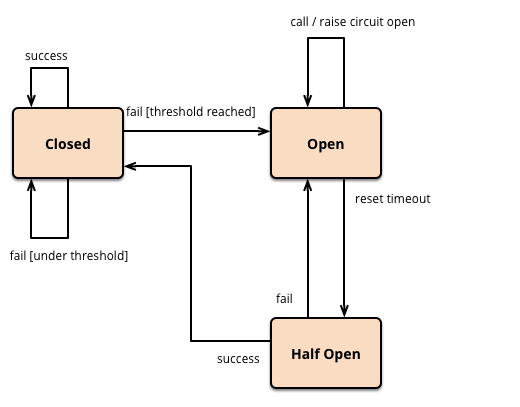 call / raise circuit open
success
fail [threshold reached]
Closed
Open
reset timeout
fail [under threshold]
fail
Half Open
success